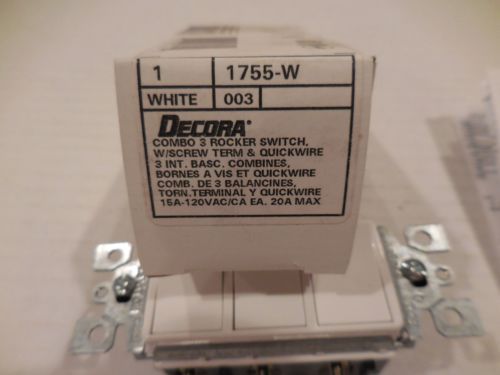 1 1755-W
WHITE 003
DECORA®
COMBO 3 ROCKER SWITCH,
W/SCREW TERM & QUICKWIRE
3 INT. BASC. COMBINES,
BORNES A VIS ET QUICKWIRE
COMB. DE 3 BALANCINES,
TORN.TERMINAL Y QUICKWIRE
15A-120VAC/CA EA. 20A MAX